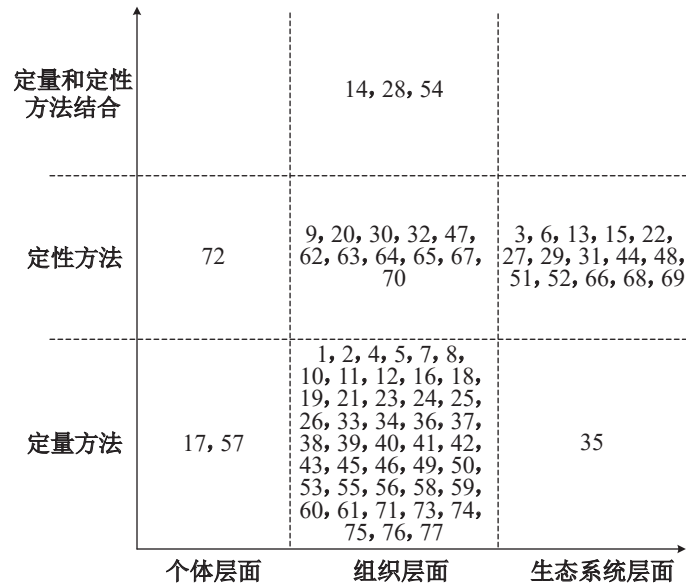 定量和定性
方法结合
14, 28, 54
定性方法
72
9, 20, 30, 32, 47,
62, 63, 64, 65, 67,
70
3, 6, 13, 15, 22,
27, 29, 31, 44, 48,
51, 52, 66, 68, 69
定量方法
17, 57
1, 2, 4, 5, 7, 8,
10, 11, 12, 16, 18,
19, 21, 23, 24, 25,
26, 33, 34, 36, 37,
38, 39, 40, 41, 42,
43, 45, 46, 49, 50,
53, 55, 56, 58, 59,
60, 61, 71, 73, 74,
75, 76, 77
35
个体层面
组织层面
生态系统层面